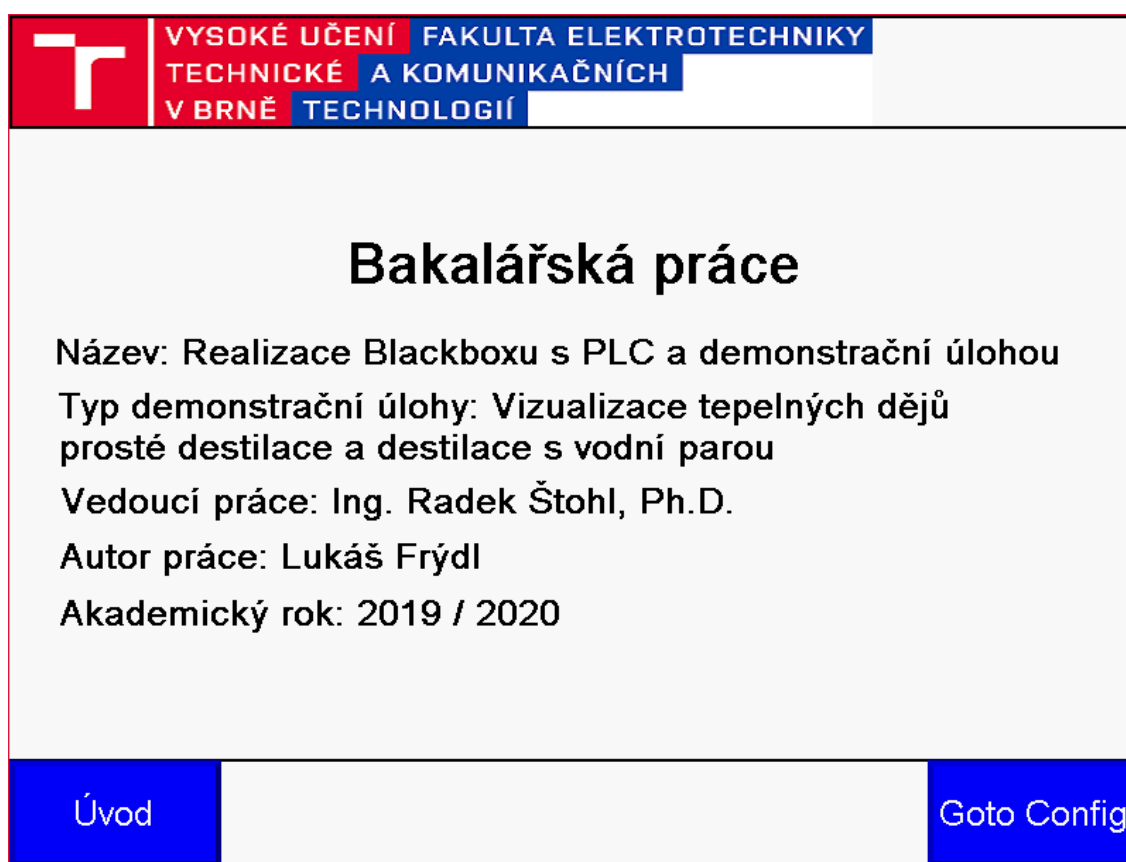 VYSOKÉ UČENÍ FAKULTA ELEKTROTECHNIKY
TECHNICKÉ A KOMUNIKAČNÍCH
V BRNĚ TECHNOLOGIÍ
Bakalářská práce
Název: Realizace Blackboxu s PLC a demonstrační úlohou
Typ demonstrační úlohy: Vizualizace tepelných dějů
prosté destilace a destilace s vodní parou
Vedoucí práce: Ing. Radek Štohl, Ph.D.
Autor práce: Lukáš Frýdl
Akademický rok: 2019 / 2020
Úvod
Goto Config